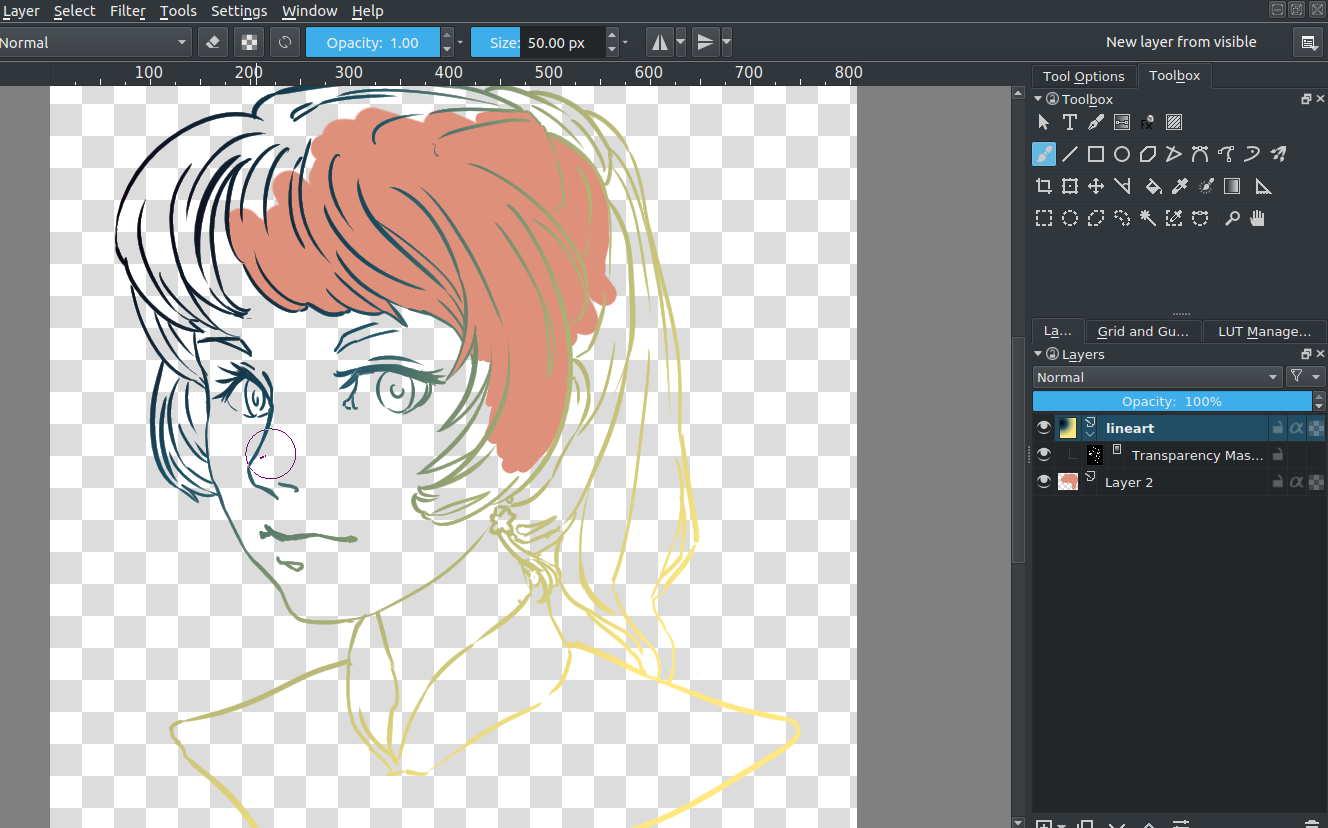 Layer Select Filter Tools Settings Window Help
Normal Opacity: 1.00 Size: 50.00 px New layer from visible
100 200 300 400 500 600 700 800
Tool Options Toolbox
Toolbox
La... Grid and Gu... LUT Manage...
Layers
Normal
Opacity: 100%
lineart
Transparency Mas...
Layer 2